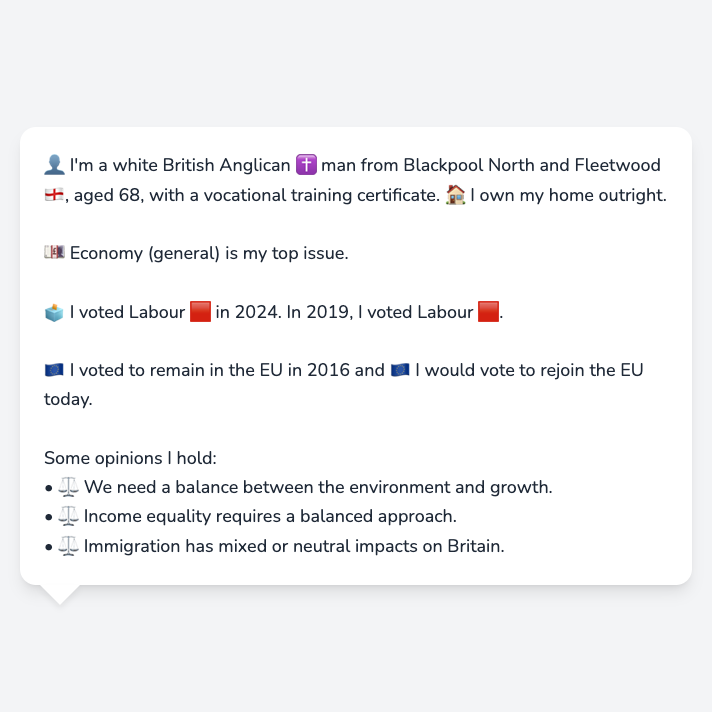 👤 I'm a white British Anglican ✝️ man from Blackpool North and Fleetwood
🏴󠁧󠁢󠁥󠁮󠁧󠁿, aged 68, with a vocational training certificate. 🏠 I own my home outright.
💷 Economy (general) is my top issue.
🗳️ I voted Labour 🟥 in 2024. In 2019, I voted Labour 🟥.
🇪🇺 I voted to remain in the EU in 2016 and 🇪🇺 I would vote to rejoin the EU
today.
Some opinions I hold:
• ⚖️ We need a balance between the environment and growth.
• ⚖️ Income equality requires a balanced approach.
• ⚖️ Immigration has mixed or neutral impacts on Britain.